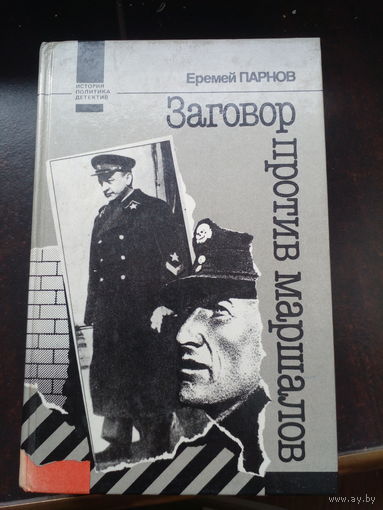 ИСТОРИЯ
ПОЛИТИКА
ДЕТЕКТИВ
Еремей ПАРНОВ
Заговор
против маршалов
www.ay.by